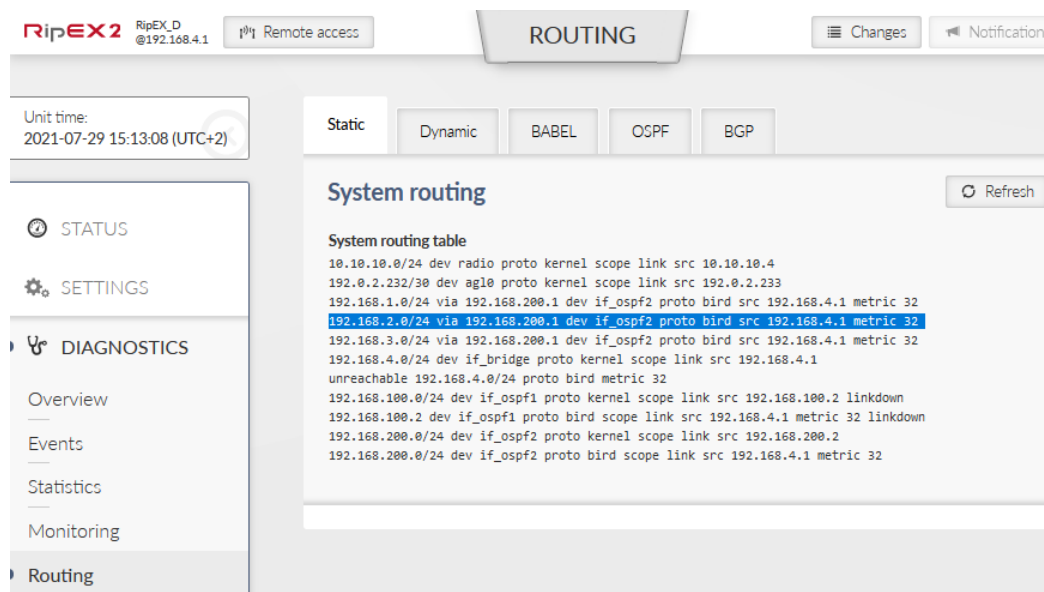 RipEX2
RipEX_D
@192.168.4.1
Remote access
ROUTING
Changes
Notification
Unit time:
2021-07-29 15:13:08 (UTC+2)
Static
Dynamic
BABEL
OSPF
BGP
System routing
Refresh
STATUS
SETTINGS
DIAGNOSTICS
Overview
Events
Statistics
Monitoring
Routing
System routing table
10.10.10.0/24 dev radio proto kernel scope link src 10.10.10.4
192.0.2.232/30 dev agl0 proto kernel scope link src 192.0.2.233
192.168.1.0/24 via 192.168.200.1 dev if_ospf2 proto bird src 192.168.4.1 metric 32
192.168.2.0/24 via 192.168.200.1 dev if_ospf2 proto bird src 192.168.4.1 metric 32
192.168.3.0/24 via 192.168.200.1 dev if_ospf2 proto bird src 192.168.4.1 metric 32
192.168.4.0/24 dev if_bridge proto kernel scope link src 192.168.4.1
unreachable 192.168.4.0/24 proto bird metric 32
192.168.100.0/24 dev if_ospf1 proto kernel scope link src 192.168.100.2 linkdown
192.168.100.2 dev if_ospf1 proto bird scope link src 192.168.4.1 metric 32 linkdown
192.168.200.0/24 dev if_ospf2 proto kernel scope link src 192.168.200.2
192.168.200.0/24 dev if_ospf2 proto bird scope link src 192.168.4.1 metric 32